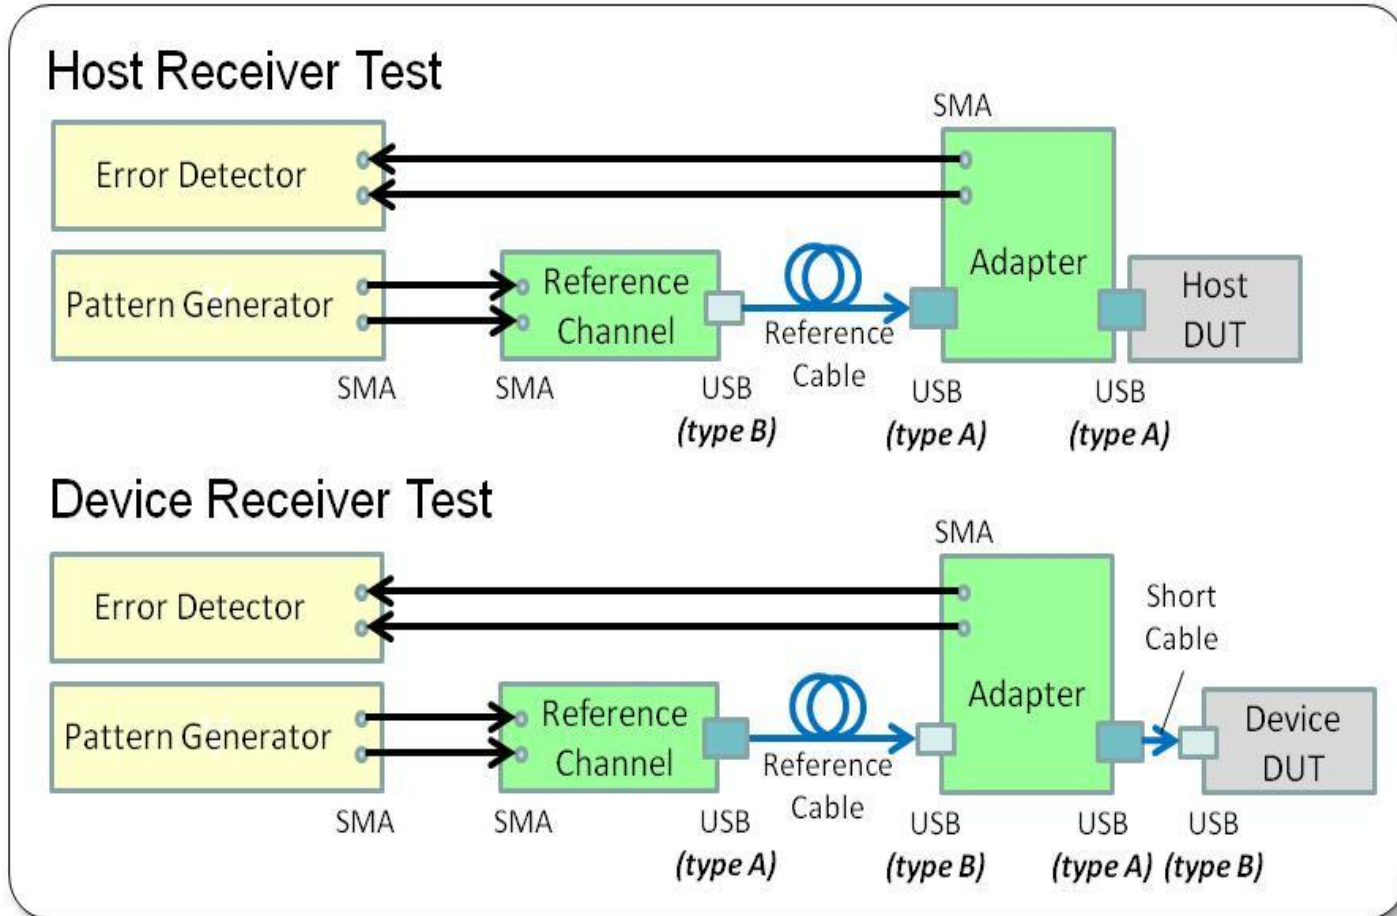 Host Receiver Test
SMA
Error Detector
Pattern Generator
Reference
Channel
Reference
Cable
Adapter
Host
DUT
SMA
SMA
USB
(type B)
USB
(type A)
USB
(type A)
Device Receiver Test
SMA
Error Detector
Pattern Generator
Reference
Channel
Reference
Cable
Adapter
Short
Cable
Device
DUT
SMA
SMA
USB
(type A)
USB
(type B)
USB
(type A)
USB
(type B)